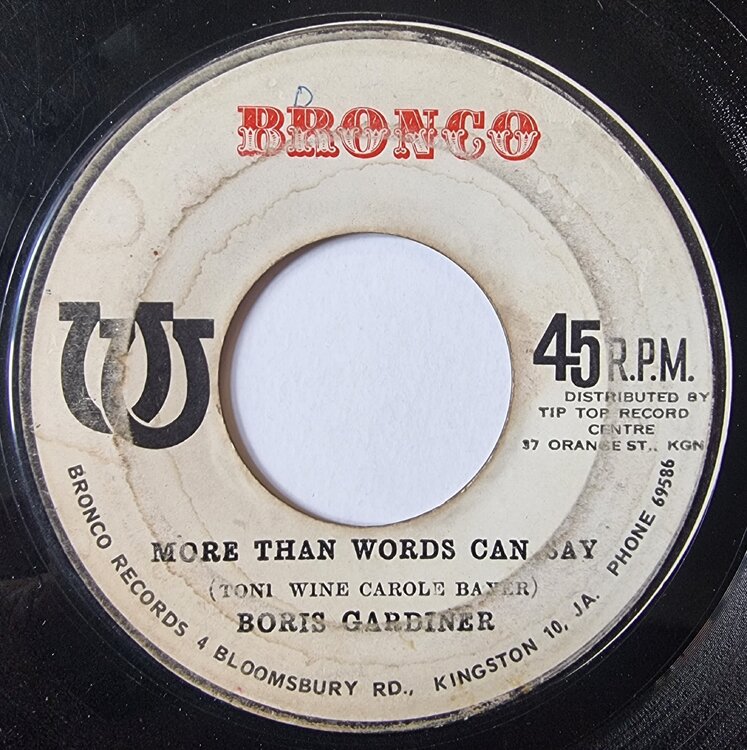 BRONCO
45 R.P.M.
DISTRIBUTED BY
TIP TOP RECORD
CENTRE
37 ORANGE ST., KGN
MORE THAN WORDS CAN SAY
(TONI WINE CAROLE BAYER)
BORIS GARDINER
BRONCO RECORDS 4 BLOOMSBURY RD., KINGSTON 10, JA. PHONE 69586